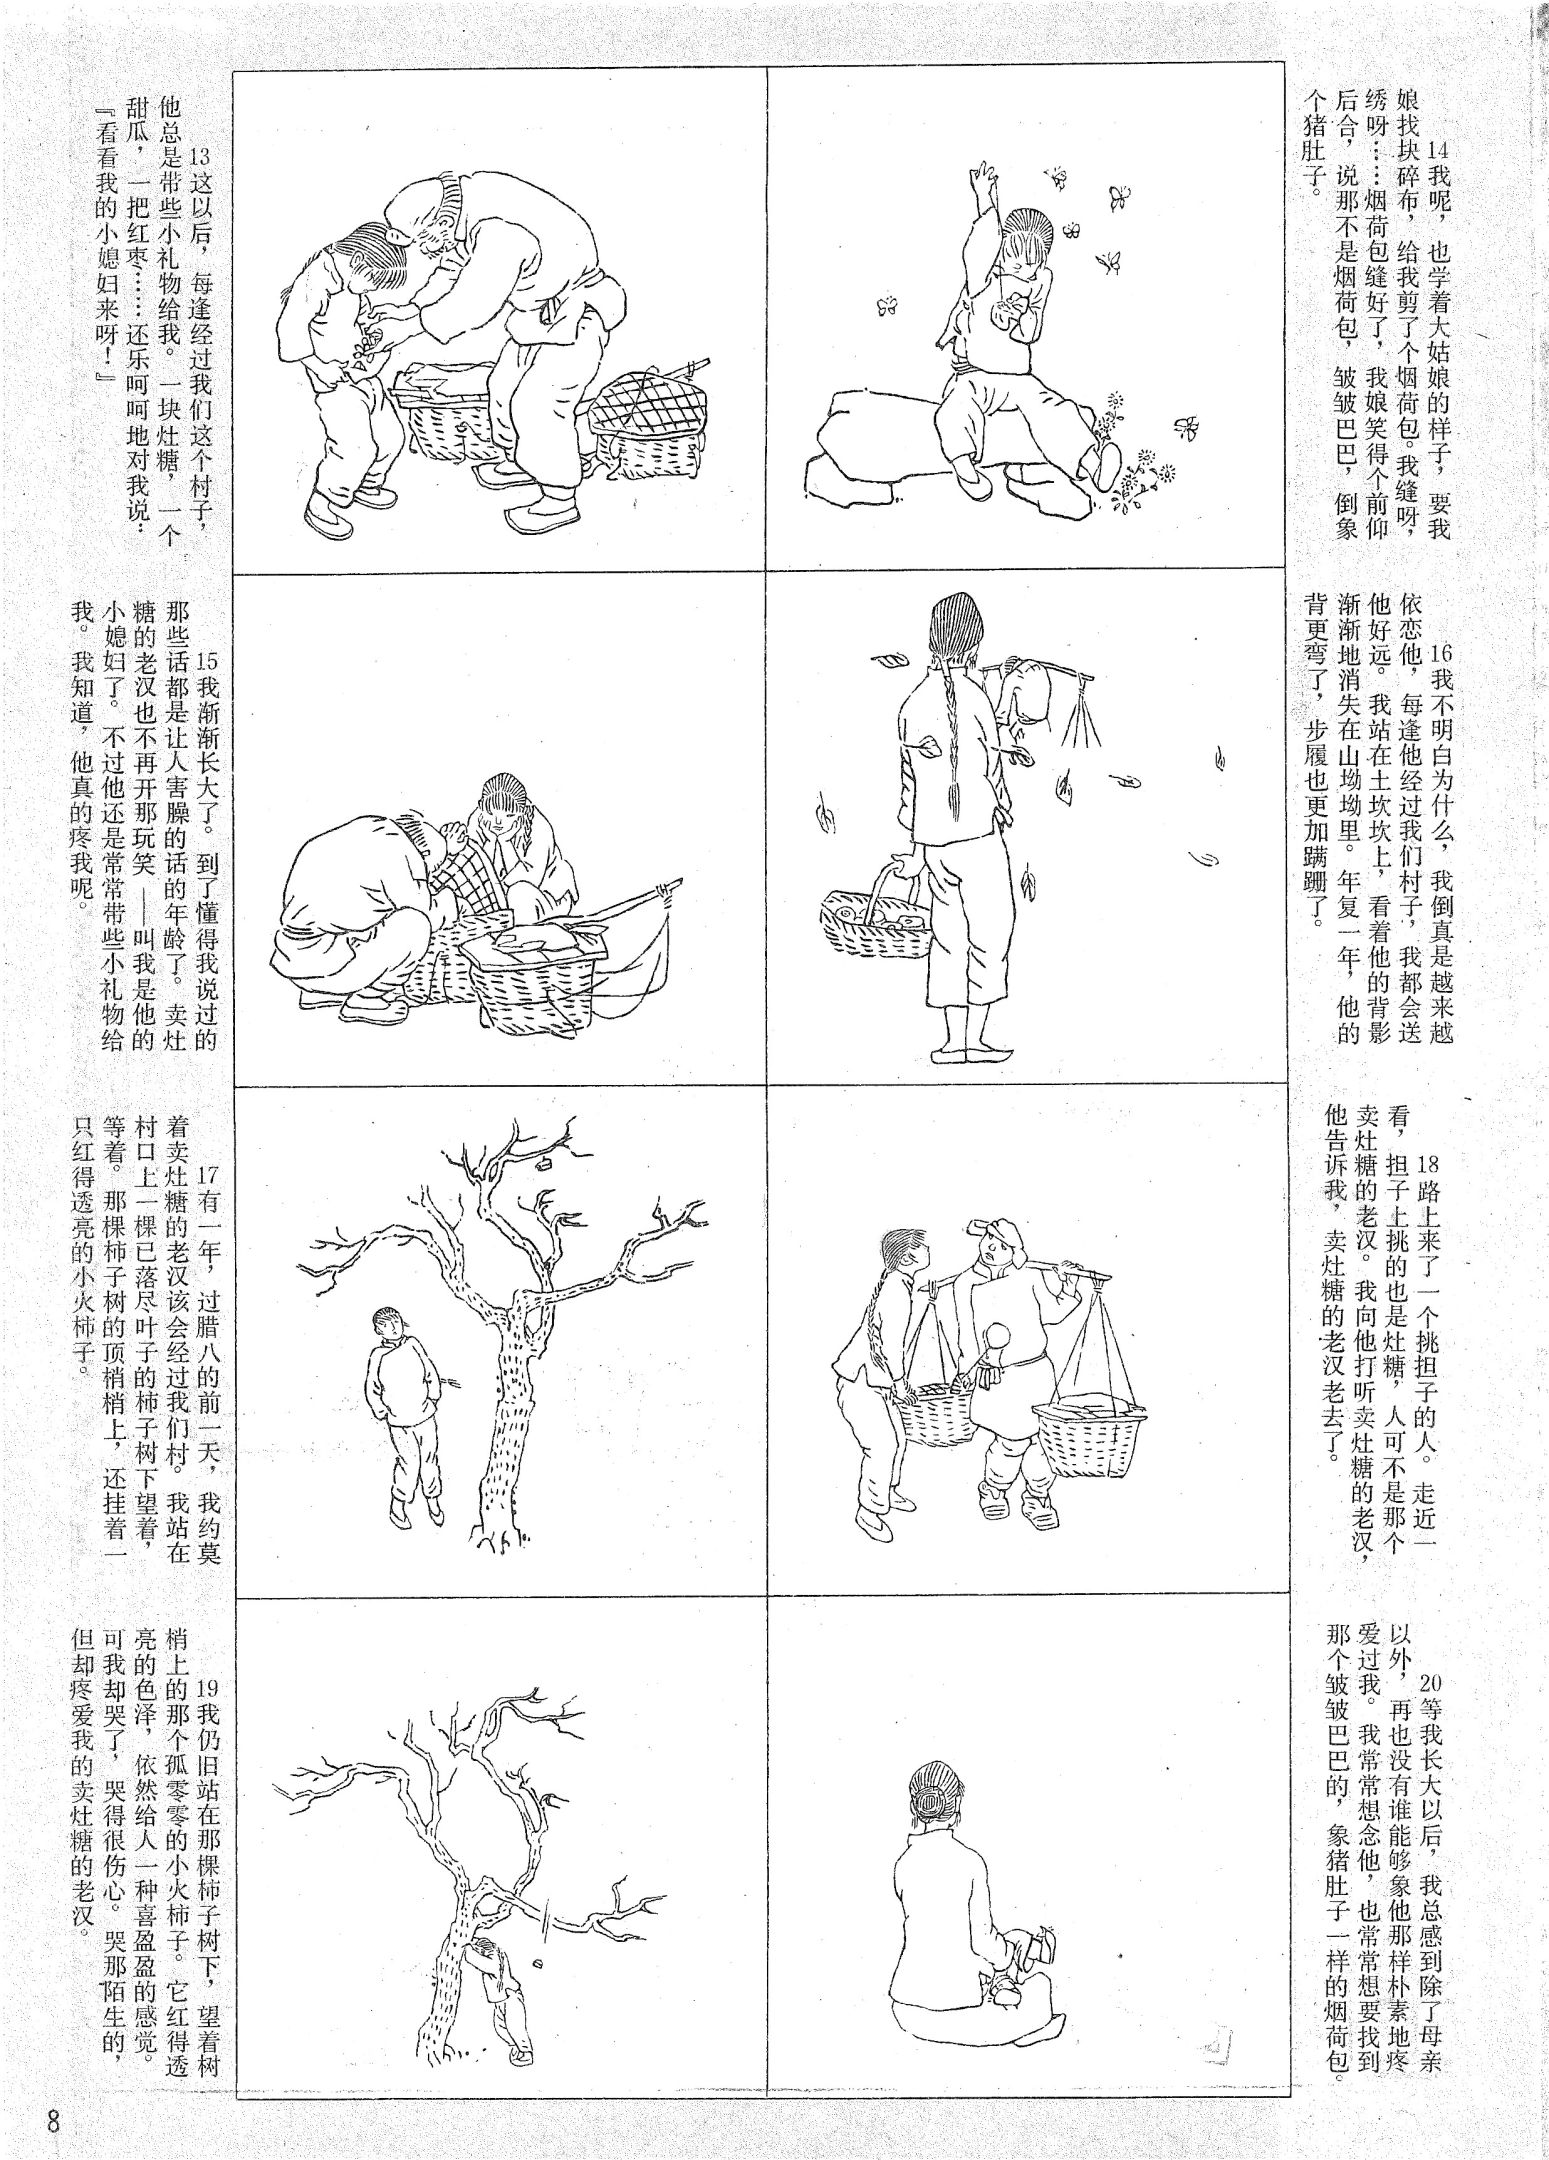 13这以后，每逢经过我们这个村子，
他总是带些小礼物给我。一块灶糖，一个
甜瓜，一把红枣……还乐呵呵地对我说：
『看看我的小媳妇来呀！』
14我呢，也学着大姑娘的样子，要我
娘找块碎布，给我剪了个烟荷包。我缝呀，
绣呀……烟荷包缝好了，我娘笑得个前仰
后合，说那不是烟荷包，皱皱巴巴，倒象
个猪肚子。
15我渐渐长大了。到了懂得我说过的
那些话都是让人害臊的话的年龄了。卖灶
糖的老汉也不再开那玩笑——叫我是他的
小媳妇了。不过他还是常常带些小礼物给
我。我知道，他真的疼我呢。
16我不明白为什么，我倒真是越来越
依恋他，每逢他经过我们村子，我都会送
他好远。我站在土坎坎上，看着他的背影
渐渐地消失在山坳坳里。年复一年，他的
背更弯了，步履也更加蹒跚了。
17有一年，过腊八的前一天，我约莫
着卖灶糖的老汉该会经过我们村。我站在
村口上一棵已落尽叶子的柿子树下望着，
等着。那棵柿子树的顶梢梢上，还挂着一
只红得透亮的小火柿子。
18路上来了一个挑担子的人。走近一
看，担子上挑的也是灶糖，人可不是那个
卖灶糖的老汉。我向他打听卖灶糖的老汉，
他告诉我，卖灶糖的老汉老去了。
19我仍旧站在那棵柿子树下，望着树
梢上的那个孤零零的小火柿子。它红得透
亮的色泽，依然给人一种喜盈盈的感觉。
可我却哭了，哭得很伤心。哭那陌生的，
但却疼爱我的卖灶糖的老汉。
20等我长大以后，我总感到除了母亲
以外，再也没有谁能够象他那样朴素地疼
爱过我。我常常想念他，也常常想要找到
那个皱皱巴巴的，象猪肚子一样的烟荷包。
8